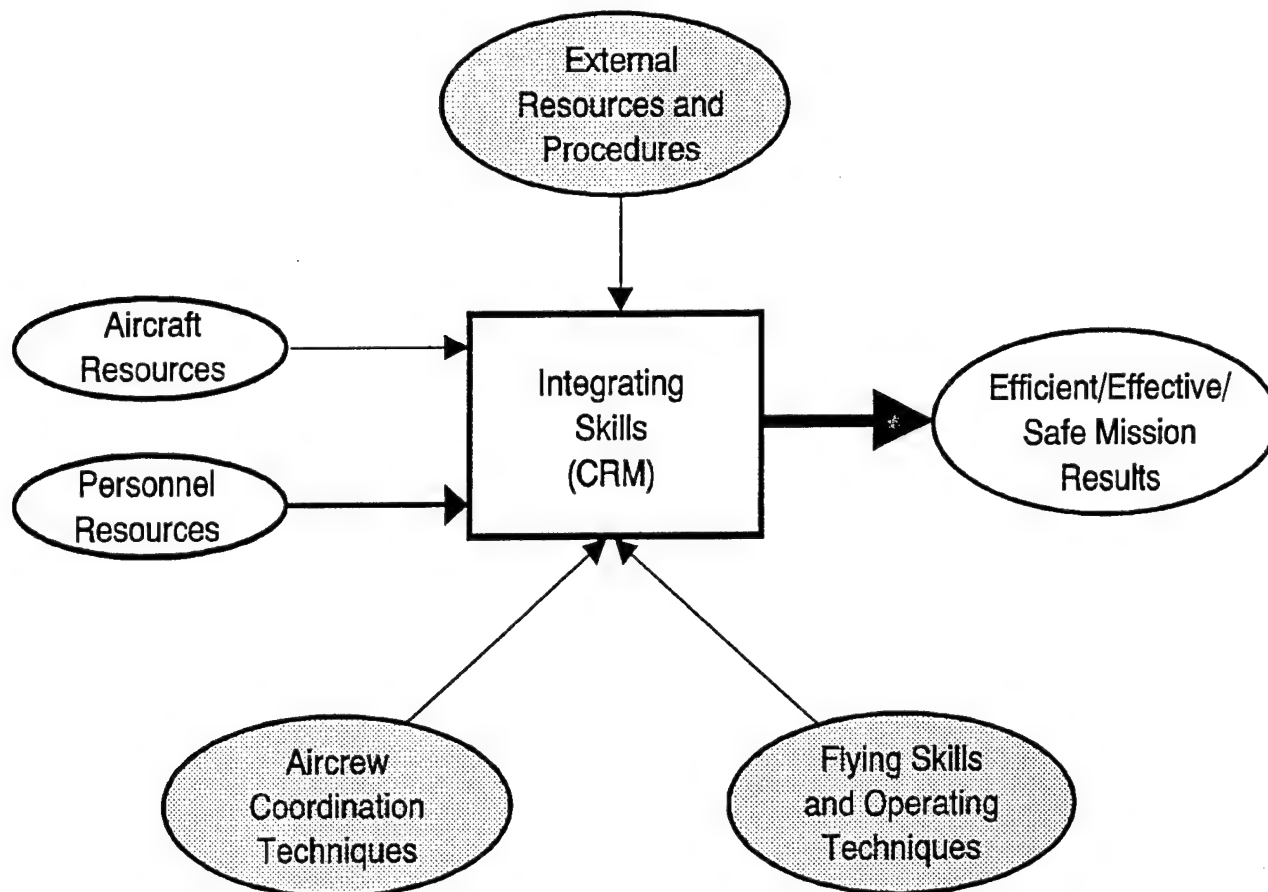 External
Resources and
Procedures
Aircraft
Resources
Integrating
Skills
(CRM)
Efficient/Effective/
Safe Mission
Results
Personnel
Resources
Aircrew
Coordination
Techniques
Flying Skills
and Operating
Techniques